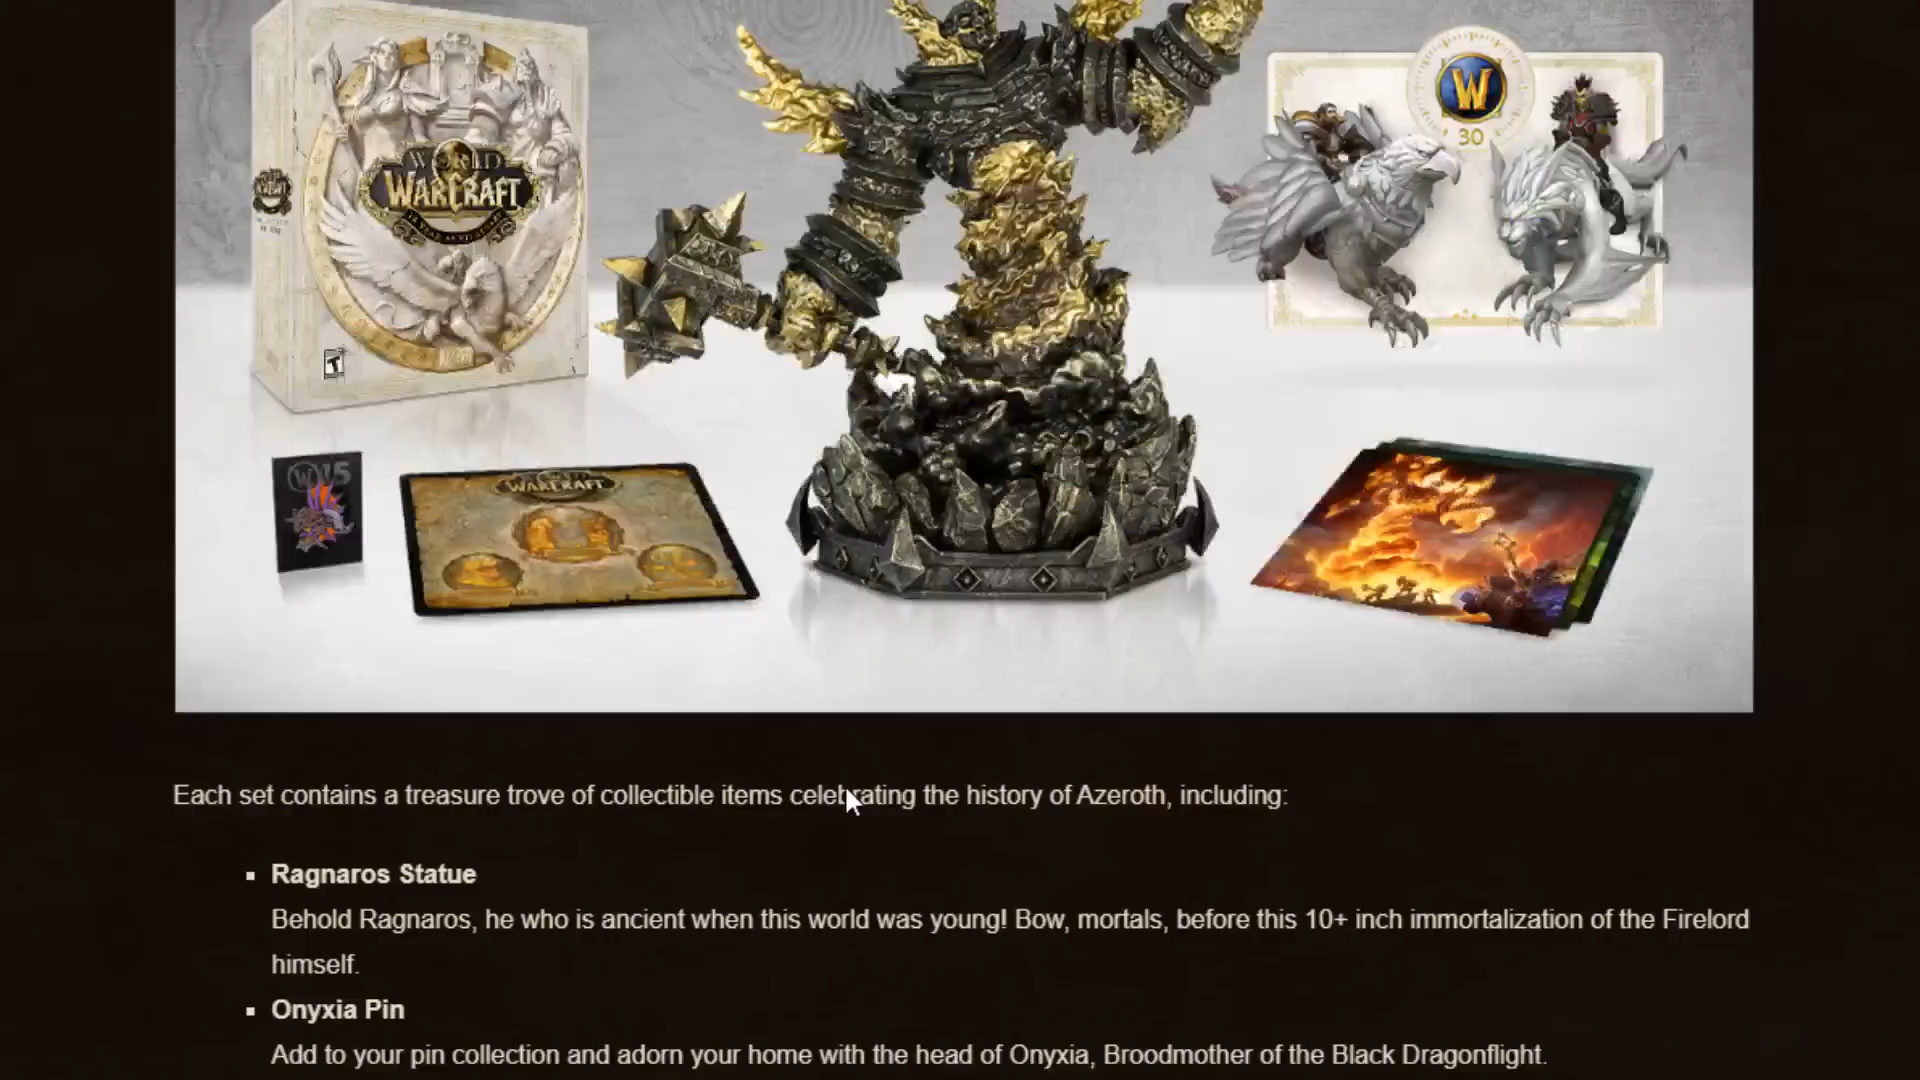 WORLD
WARCRAFT
T
W
30
W 15
WARCRAFT
Each set contains a treasure trove of collectible items celebrating the history of Azeroth, including:
Ragnaros Statue
Behold Ragnaros, he who is ancient when this world was young! Bow, mortals, before this 10+ inch immortalization of the Firelord
himself.
Onyxia Pin
Add to your pin collection and adorn your home with the head of Onyxia, Broodmother of the Black Dragonflight.